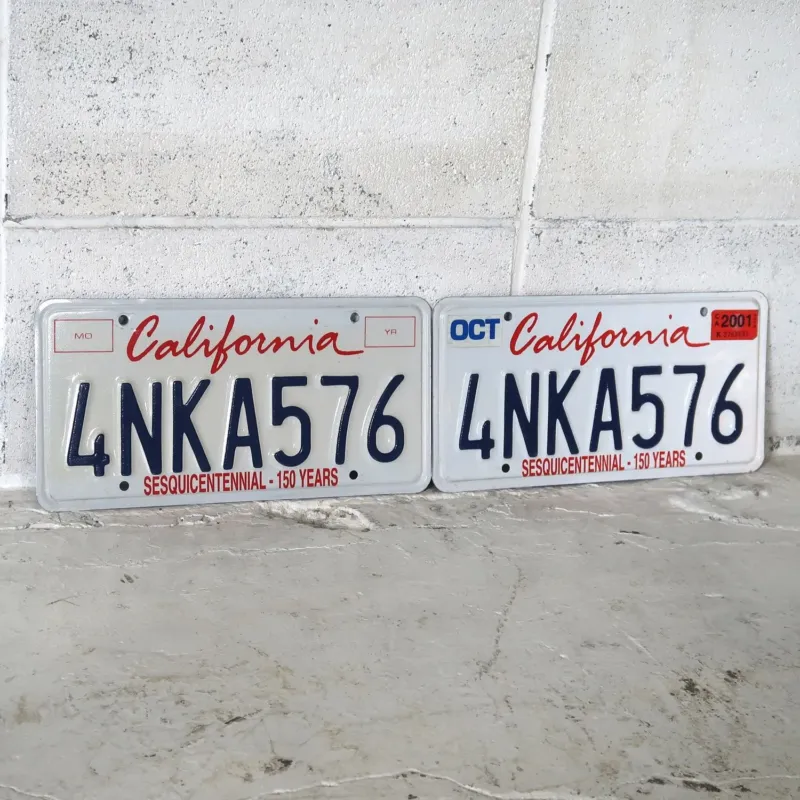 MO California YR
4NKA576
SESQUICENTENNIAL - 150 YEARS
OCT California 2001
4NKA576
SESQUICENTENNIAL - 150 YEARS